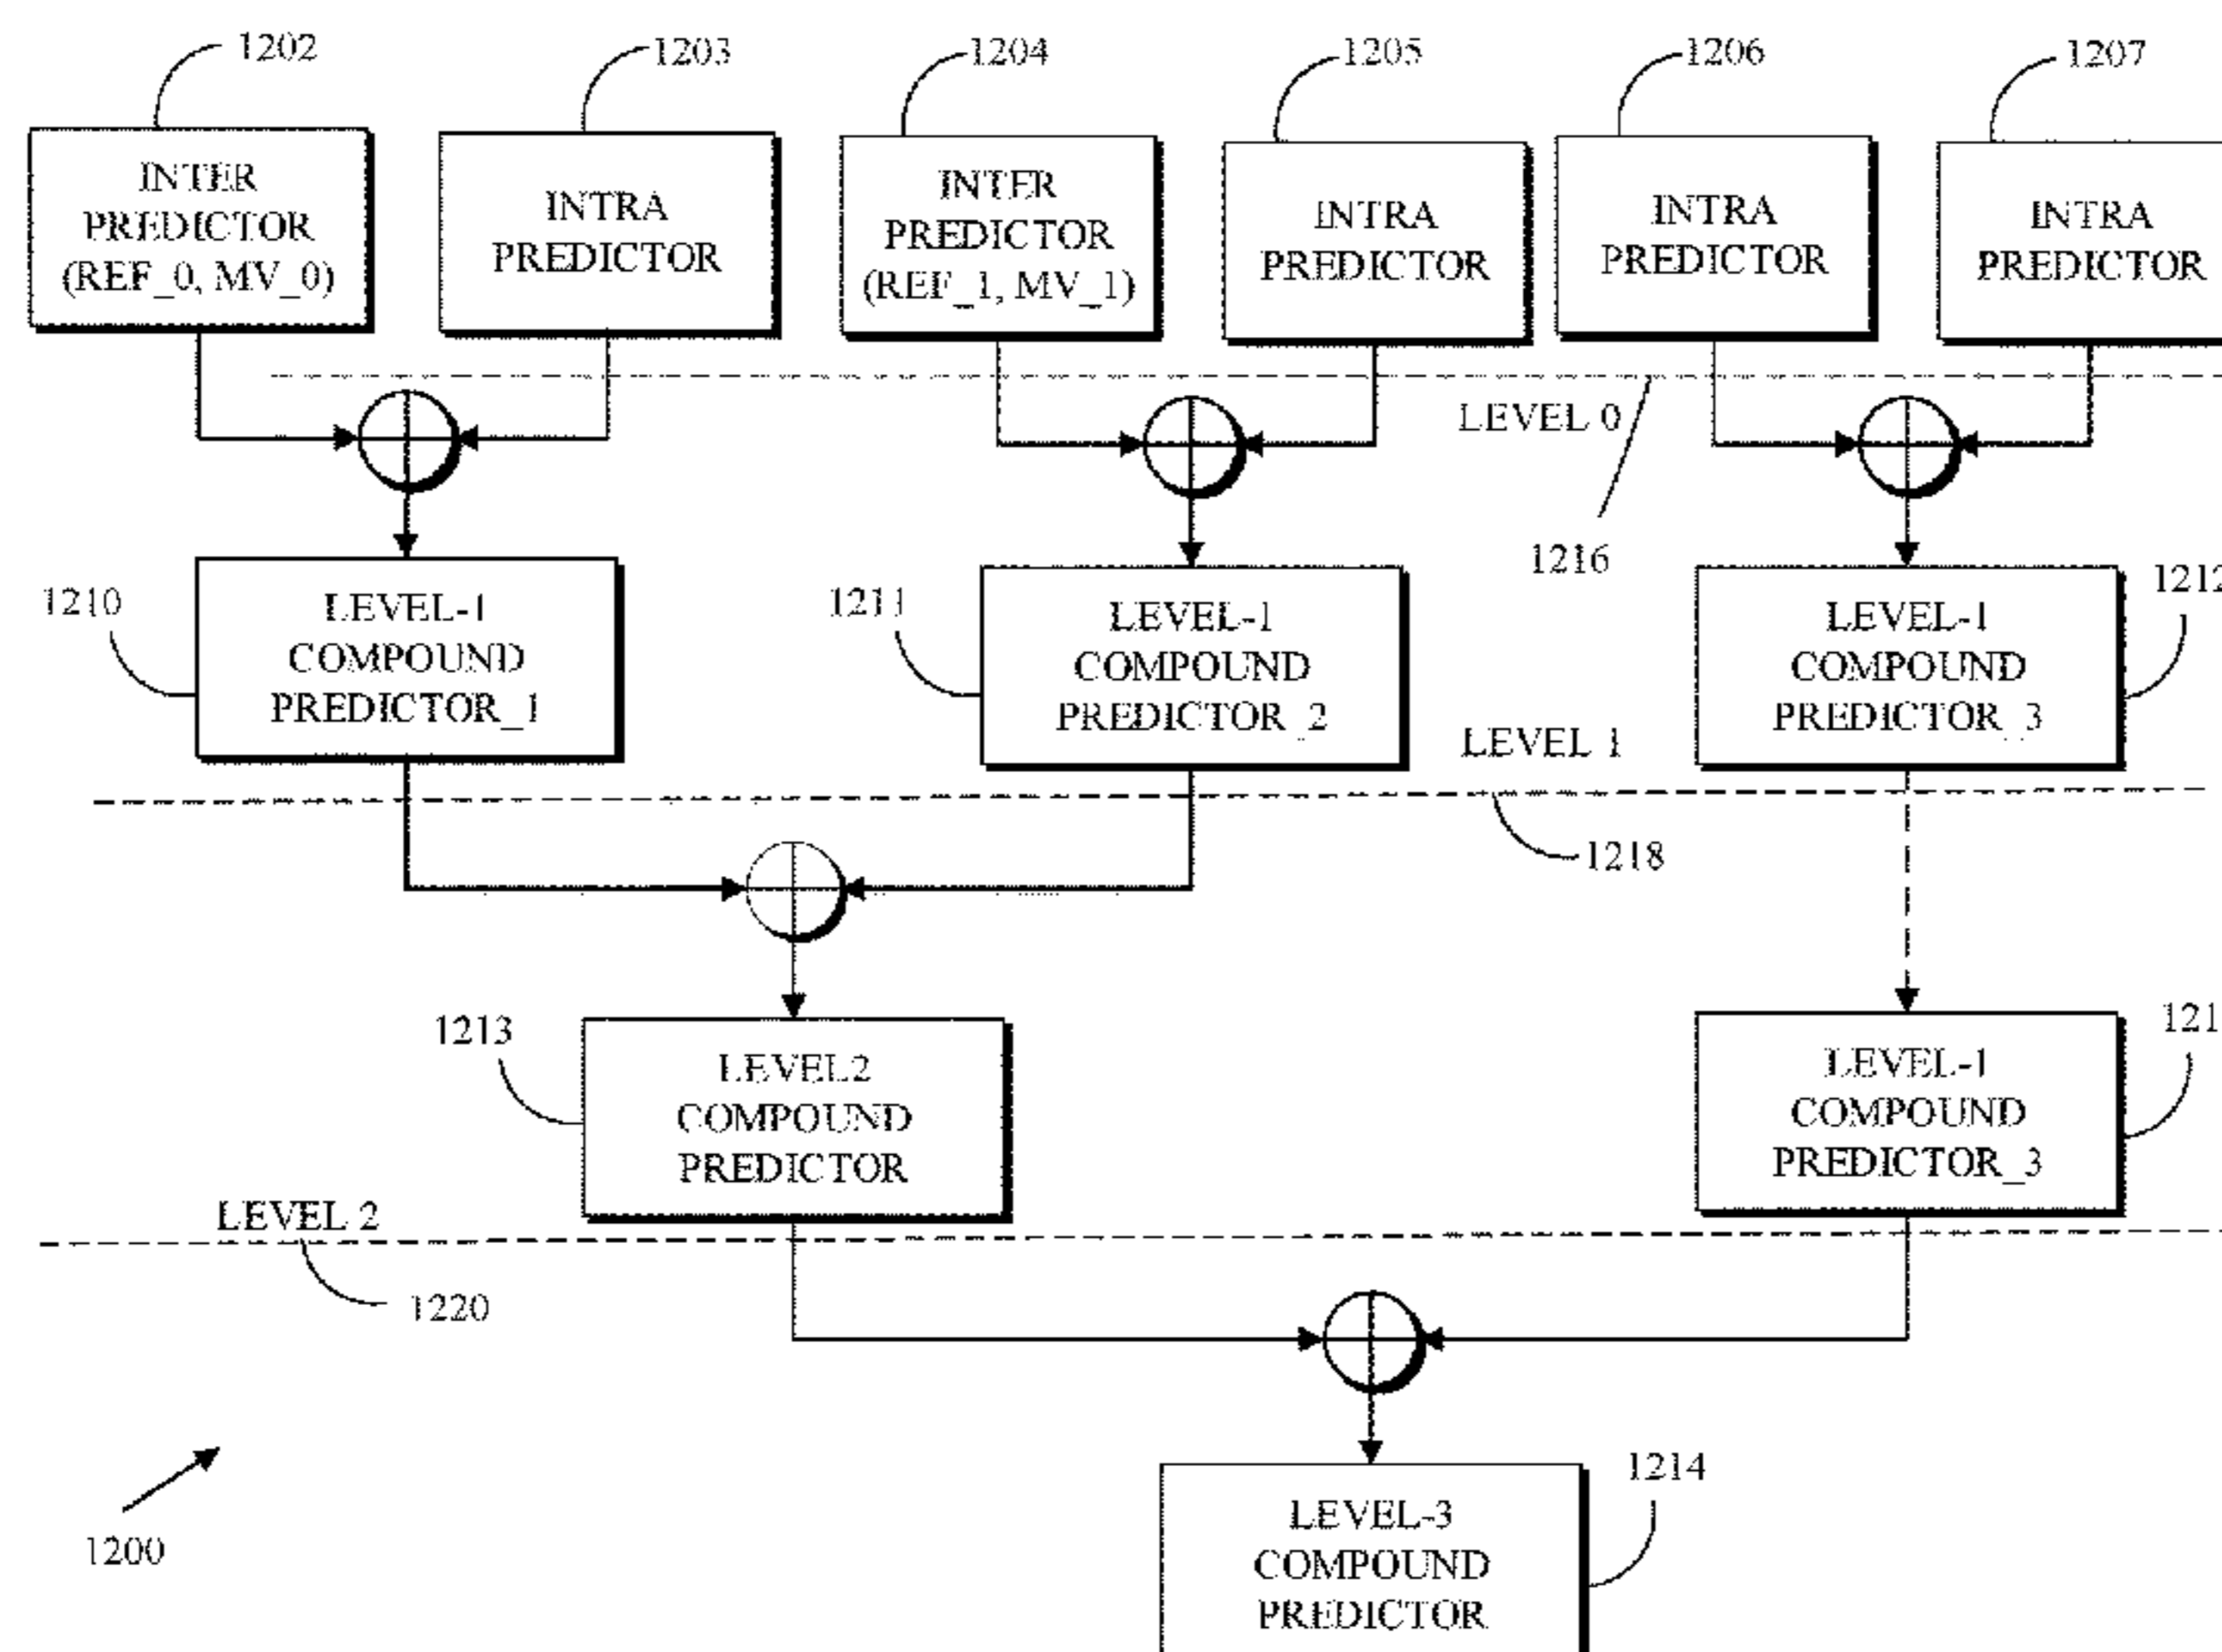 1202
1203
1204
1205
1206
1207
INTER
PREDICTOR
(REF_0, MV_0)
INTRA
PREDICTOR
INTER
PREDICTOR
(REF_1, MV_1)
INTRA
PREDICTOR
INTRA
PREDICTOR
INTRA
PREDICTOR
LEVEL 0
1216
1210
LEVEL-1
COMPOUND
PREDICTOR_1
1211
LEVEL-1
COMPOUND
PREDICTOR_2
1212
LEVEL-1
COMPOUND
PREDICTOR_3
LEVEL 1
1218
1213
LEVEL2
COMPOUND
PREDICTOR
121
LEVEL-1
COMPOUND
PREDICTOR_3
LEVEL 2
1220
1200
1214
LEVEL-3
COMPOUND
PREDICTOR